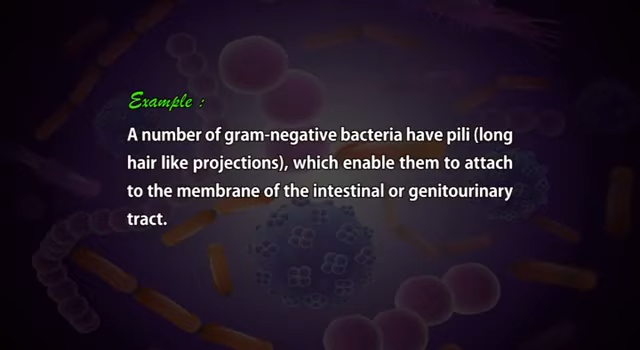 Example :
A number of gram-negative bacteria have pili (long
hair like projections), which enable them to attach
to the membrane of the intestinal or genitourinary
tract.